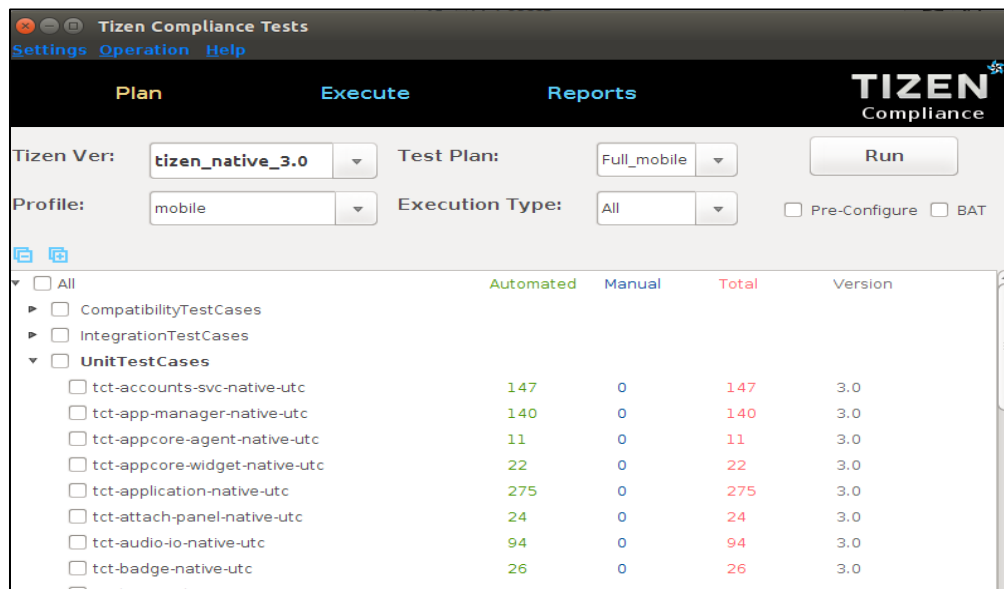 Tizen Compliance Tests
Settings Operation Help
Plan Execute Reports TIZEN
Compliance
Tizen Ver: tizen_native_3.0 Test Plan: Full_mobile Run
Profile: mobile Execution Type: All Pre-Configure BAT
All Automated Manual Total Version
CompatibilityTestCases
IntegrationTestCases
UnitTestCases
tct-accounts-svc-native-utc 147 0 147 3.0
tct-app-manager-native-utc 140 0 140 3.0
tct-appcore-agent-native-utc 11 0 11 3.0
tct-appcore-widget-native-utc 22 0 22 3.0
tct-application-native-utc 275 0 275 3.0
tct-attach-panel-native-utc 24 0 24 3.0
tct-audio-io-native-utc 94 0 94 3.0
tct-badge-native-utc 26 0 26 3.0